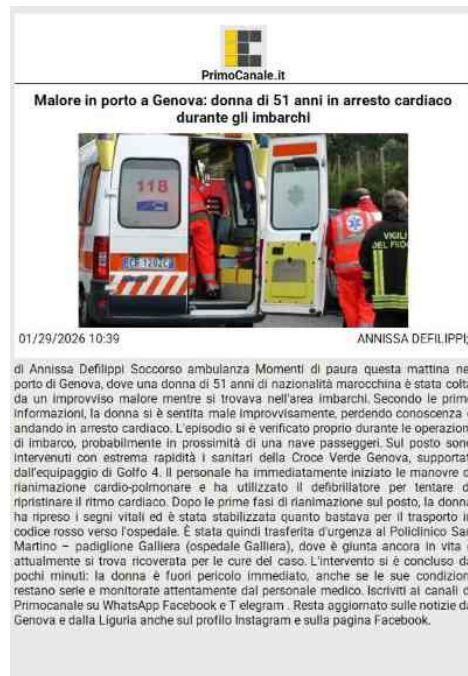 PrimoCanale.it
Malore in porto a Genova: donna di 51 anni in arresto cardiaco
durante gli imbarchi
118
VIGILI
DEL FUOCO
01/29/2026 10:39
ANNISSA DEFILIPPI;
di Annissa Defilippi Soccorso ambulanza Momenti di paura questa mattina ne
porto di Genova, dove una donna di 51 anni di nazionalità marocchina è stata colt
da un improvviso malore mentre si trovava nell'area imbarchi. Secondo le prim
informazioni, la donna si è sentita male improvvisamente, perdendo conoscenza
andando in arresto cardiaco. L'episodio si è verificato proprio durante le operazion
di imbarco, probabilmente in prossimità di una nave passeggeri. Sul posto son
intervenuti con estrema rapidità i sanitari della Croce Verde Genova, supportat
dall'equipaggio di Golfo 4. Il personale ha immediatamente iniziato le manovre d
rianimazione cardio-polmonare e ha utilizzato il defibrillatore per tentare d
ripristinare il ritmo cardiaco. Dopo le prime fasi di rianimazione sul posto, la donn
ha ripreso i segni vitali ed è stata stabilizzata quanto bastava per il trasporto i
codice rosso verso l'ospedale. È stata quindi trasferita d'urgenza al Policlinico Sa
Martino – padiglione Galliera (ospedale Galliera), dove è giunta ancora in vita
attualmente si trova ricoverata per le cure del caso. L'intervento si è concluso d
pochi minuti: la donna è fuori pericolo immediato, anche se le sue condizion
restano serie e monitorate attentamente dal personale medico. Iscriviti ai canali d
Primocanale su WhatsApp Facebook e T elegram . Resta aggiornato sulle notizie d
Genova e dalla Liguria anche sul profilo Instagram e sulla pagina Facebook.